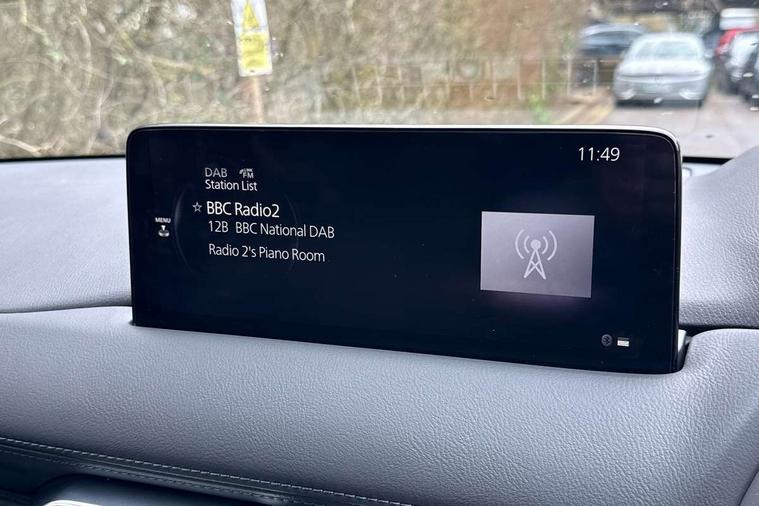 11:49
DAB FM
Station List
MENU
☆ BBC Radio2
12B BBC National DAB
Radio 2's Piano Room